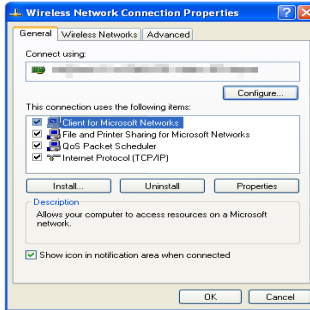 Wireless Network Connection Properties
General Wireless Networks Advanced
Connect using:
Configure...
This connection uses the following items:
Client for Microsoft Networks
File and Printer Sharing for Microsoft Networks
QoS Packet Scheduler
Internet Protocol (TCP/IP)
Install... Uninstall Properties
Description
Allows your computer to access resources on a Microsoft
network.
Show icon in notification area when connected
OK Cancel